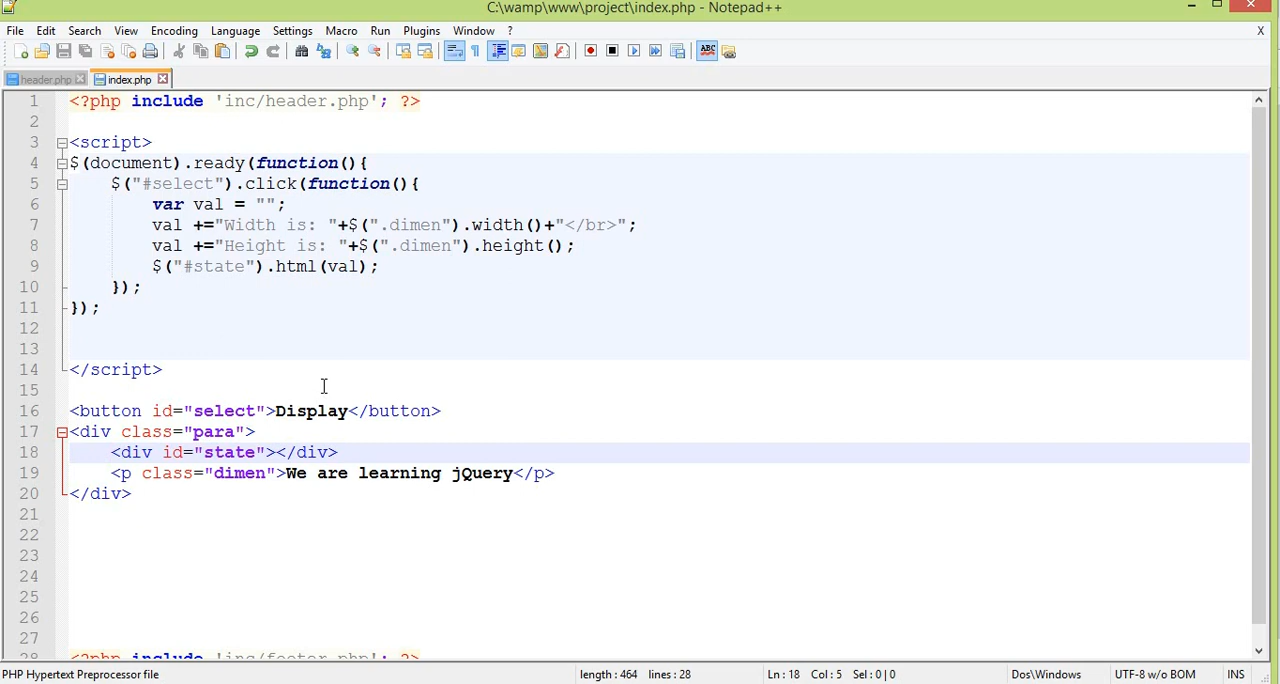 C:\wamp\www\project\index.php - Notepad++
File Edit Search View Encoding Language Settings Macro Run Plugins Window ? X
header.php index.php
1 <?php include 'inc/header.php'; ?>
2
3 <script>
4 $(document).ready(function(){
5 $("#select").click(function(){
6 var val = "";
7 val +="Width is: "+$(".dimen").width()+"</br>";
8 val +="Height is: "+$(".dimen").height();
9 $("#state").html(val);
10 });
11 });
12
13
14 </script>
15
16 <button id="select">Display</button>
17 <div class="para">
18 <div id="state"></div>
19 <p class="dimen">We are learning jQuery</p>
20 </div>
21
22
23
24
25
26
27
28 <?php include 'inc/footer.php'; ?>
PHP Hypertext Preprocessor file length : 464 lines : 28 Ln : 18 Col : 5 Sel : 0 | 0 Dos\Windows UTF-8 w/o BOM INS